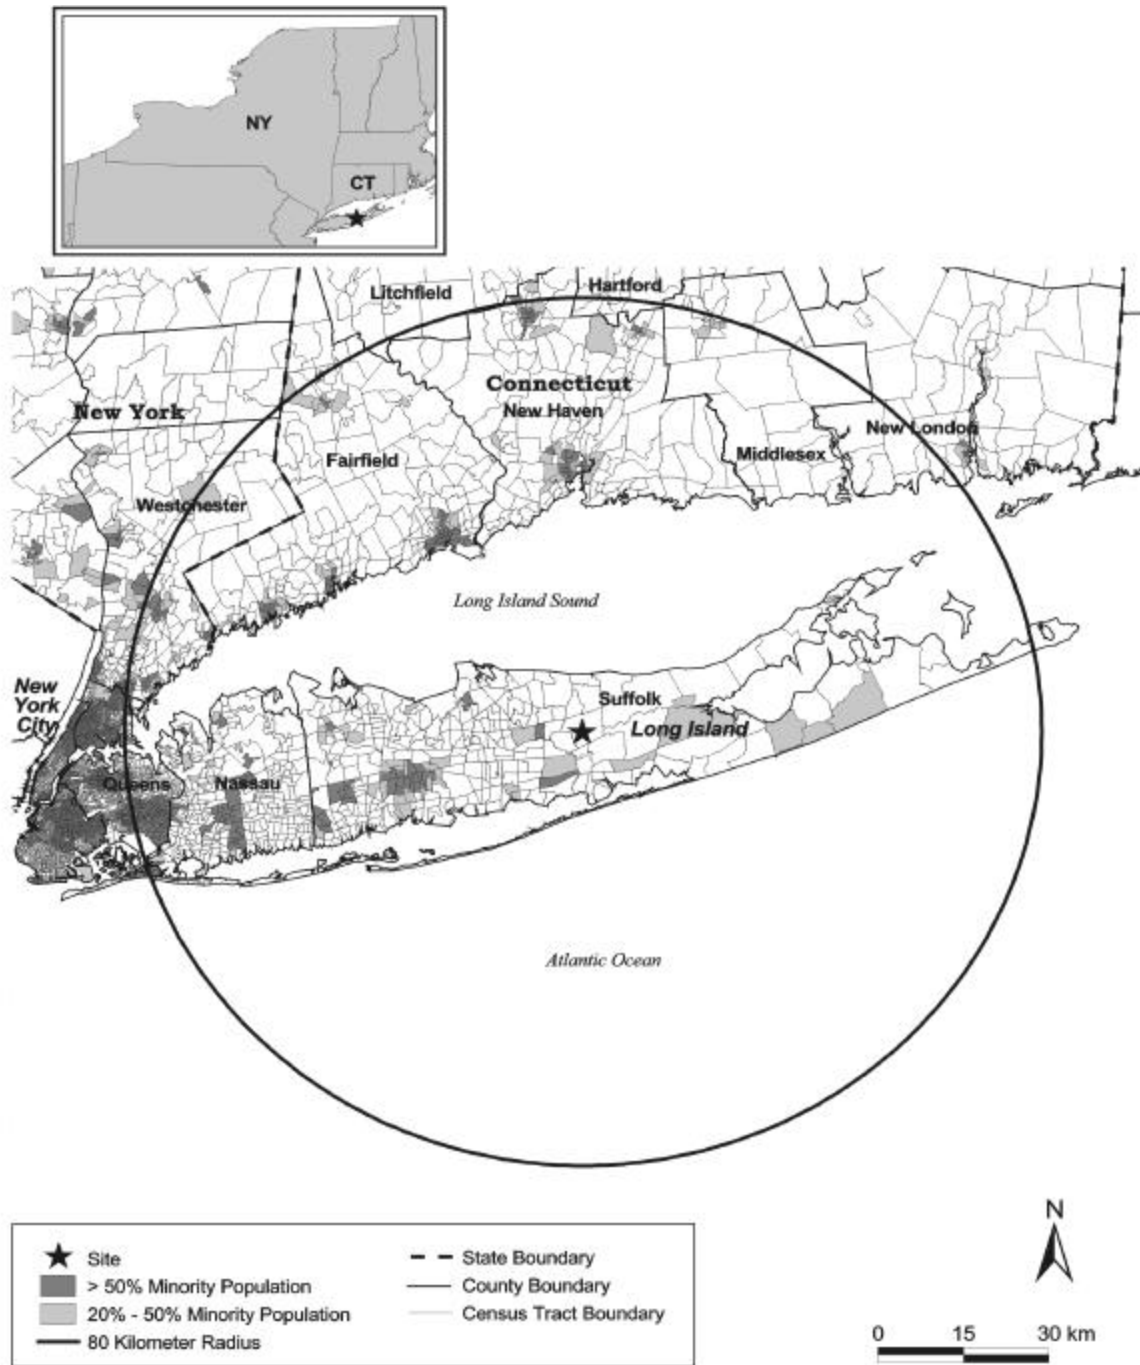 NY
CT
Litchfield
Hartford
Connecticut
New York
New Haven
New London
Fairfield
Middlesex
Westchester
Long Island Sound
New
York
City
Suffolk
Long Island
Queens
Nassau
Atlantic Ocean
N
Site
> 50% Minority Population
20% - 50% Minority Population
80 Kilometer Radius
State Boundary
County Boundary
Census Tract Boundary
0 15 30 km